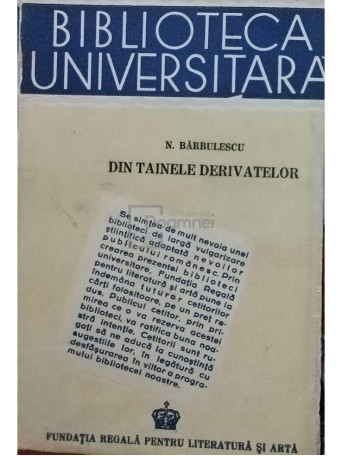 BIBLIOTECA
UNIVERSITARĂ
N. BĂRBULESCU
DIN TAINELE DERIVATELOR
Se simțea de mult nevoia unei
biblioteci de largă vulgarizare
științifică adaptată nevoilor
publicului românesc. Prin
crearea prezentei biblioteci
universitare, Fundația Regală
pentru literatură și artă pune la
îndemâna tuturor cetitorilor
cărți folositoare, pe un preț re-
dus. Publicul cetitor, prin pri-
mirea ce o va rezerva acestei
biblioteci, va ratifica buna noa-
stră intenție. Cetitorii sunt ru-
gați să ne aducă la cunoștință
sugestiile lor, în legătură cu
desfășurarea în viitor a progra-
mului bibliotecei noastre.
FUNDAȚIA REGALĂ PENTRU LITERATURĂ ȘI ARTĂ